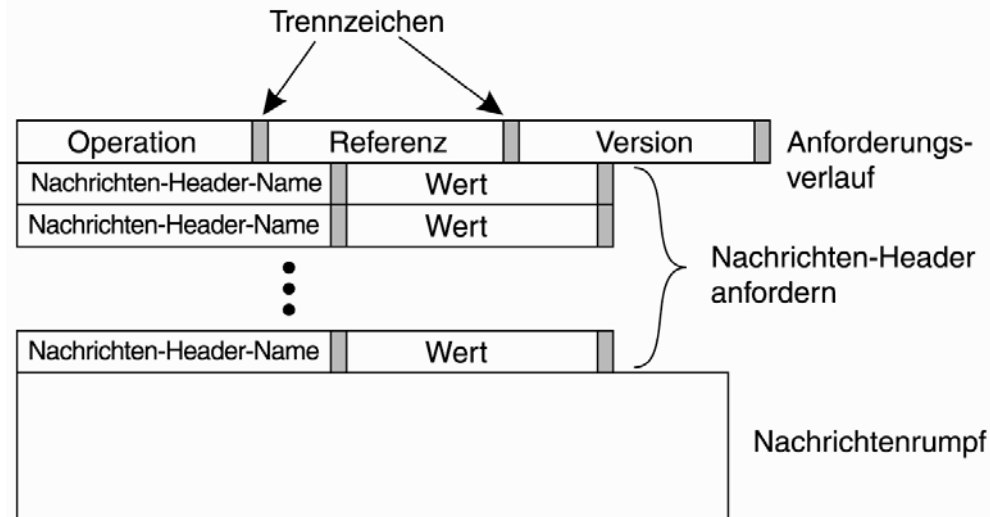 Trennzeichen
Operation Referenz Version Anforderungs-
verlauf
Nachrichten-Header-Name Wert
Nachrichten-Header-Name Wert
Nachrichten-Header
anfordern
Nachrichten-Header-Name Wert
Nachrichtenrumpf